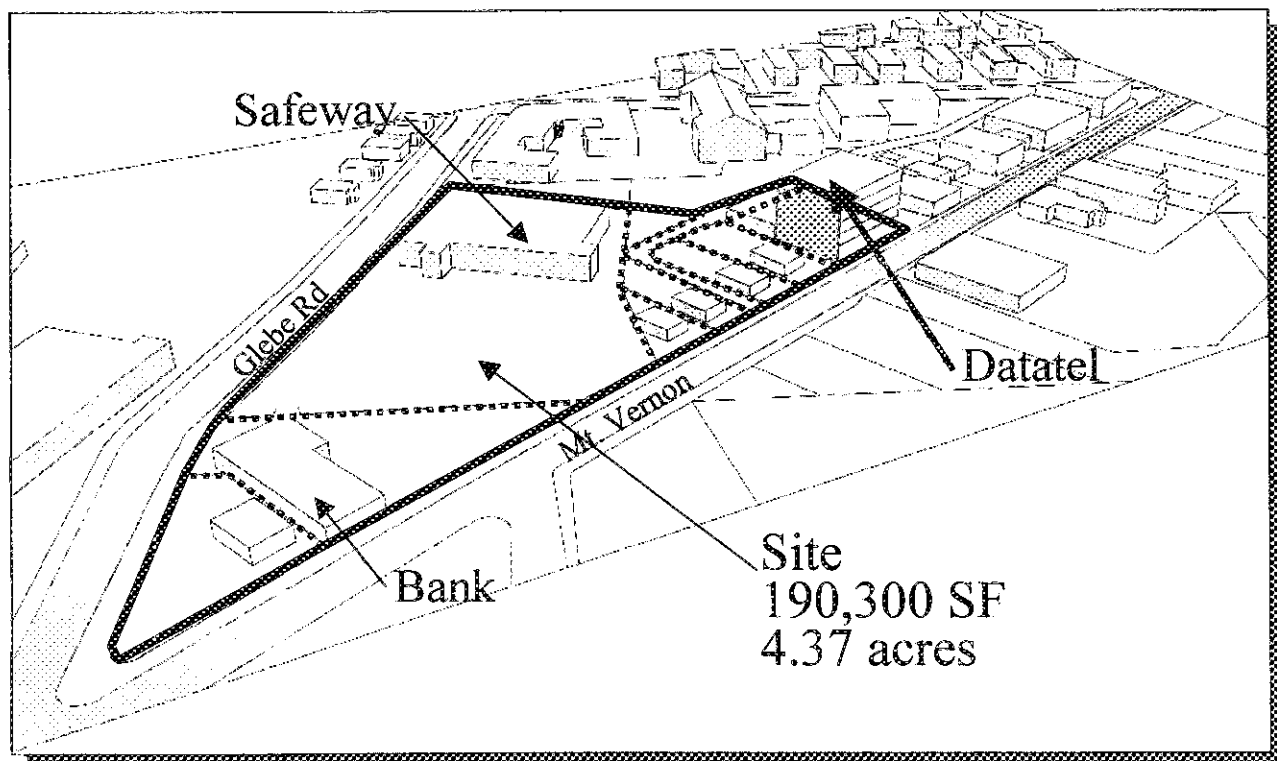 Safeway
Glebe Rd
Mt. Vernon
Datatel
Bank
Site
190,300 SF
4.37 acres